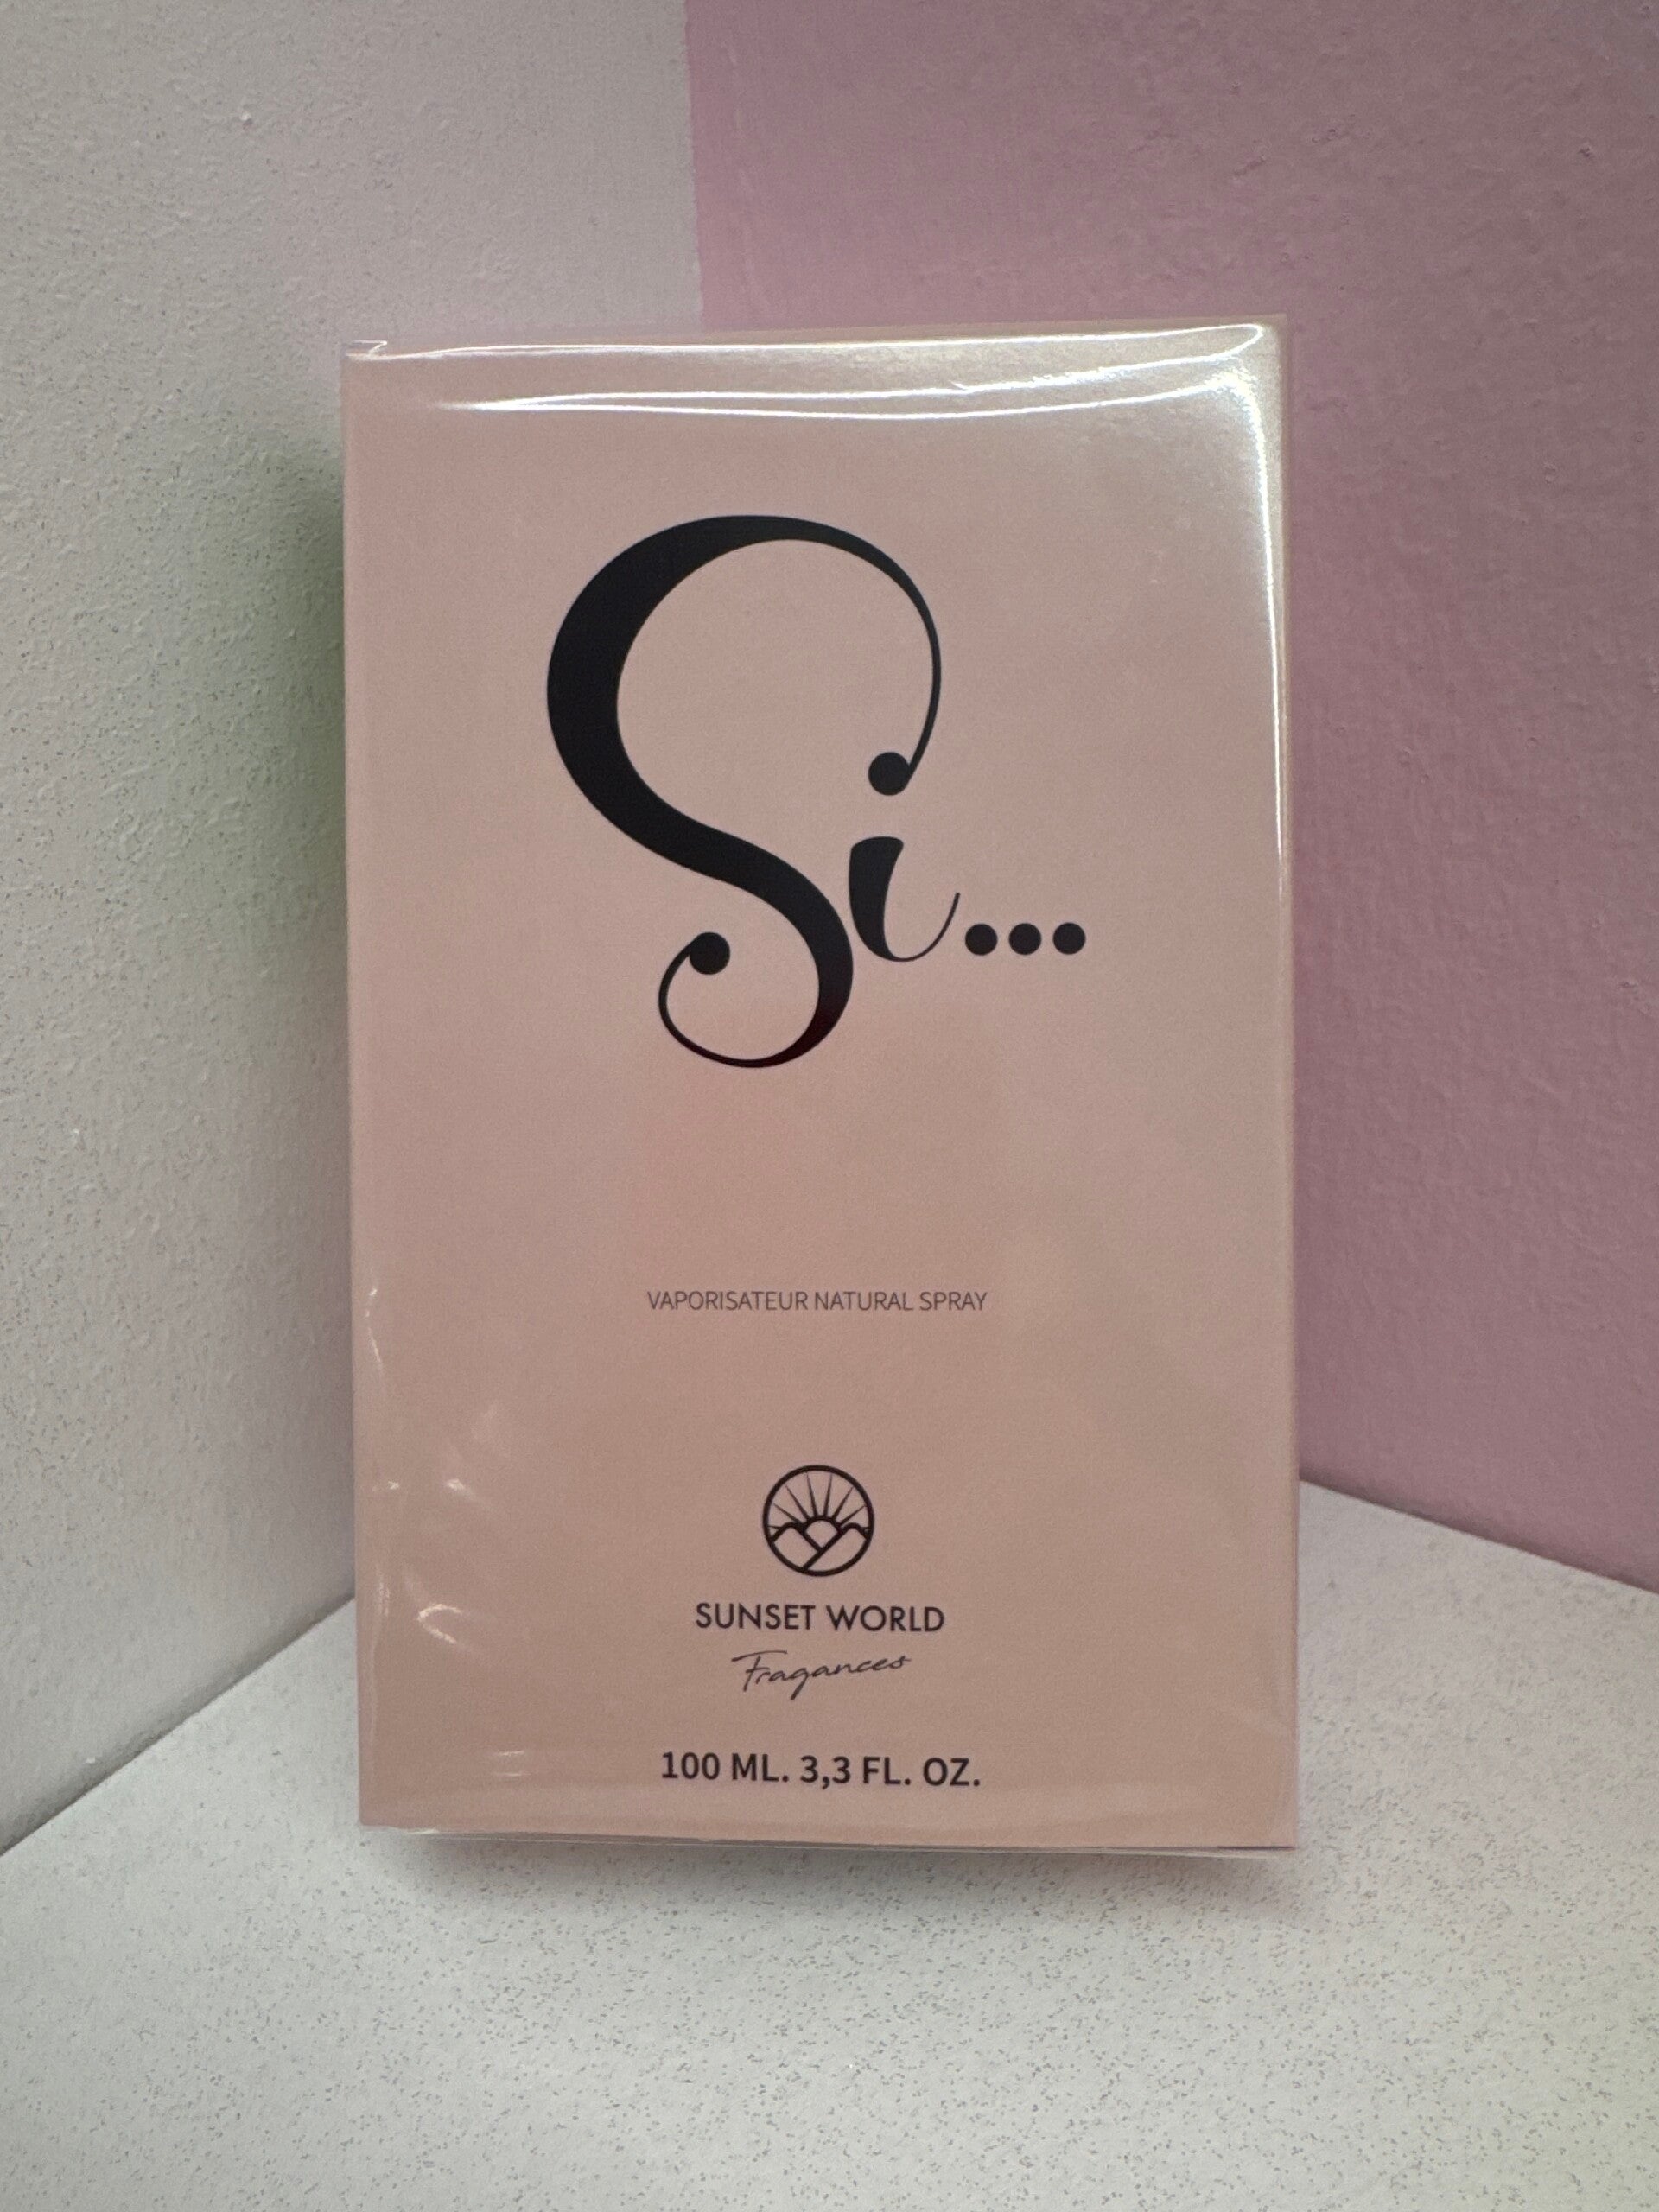 Si...
VAPORISATEUR NATURAL SPRAY
SUNSET WORLD
Fragances
100 ML. 3,3 FL. OZ.